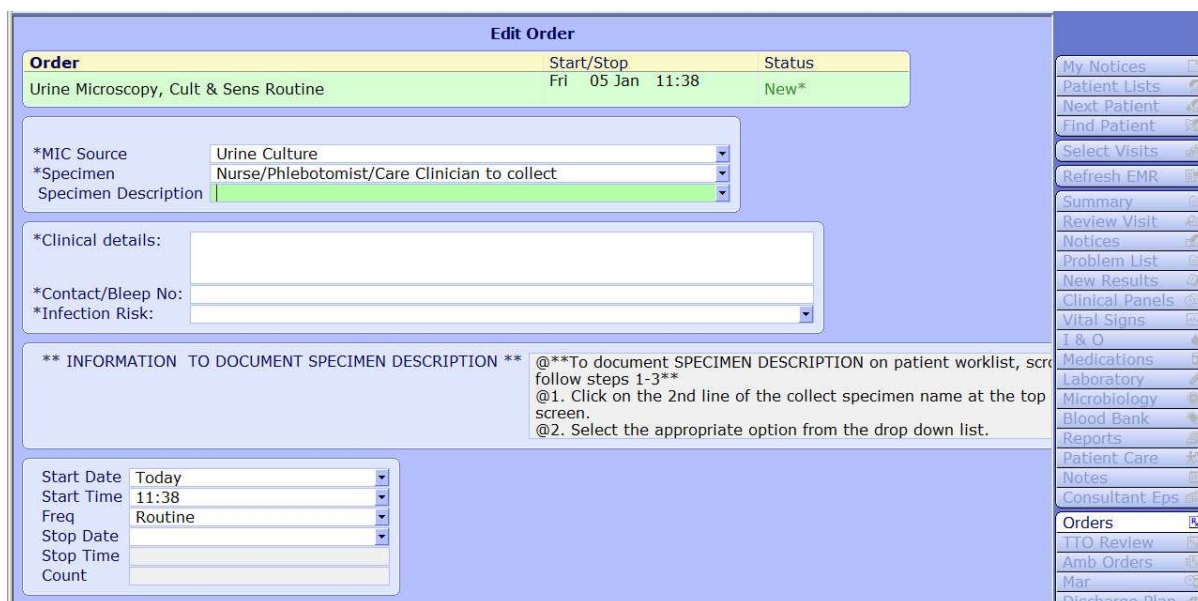 Edit Order
Order Start/Stop Status
Urine Microscopy, Cult & Sens Routine Fri 05 Jan 11:38 New*
*MIC Source Urine Culture
*Specimen Nurse/Phlebotomist/Care Clinician to collect
Specimen Description
*Clinical details:
*Contact/Bleep No:
*Infection Risk:
** INFORMATION TO DOCUMENT SPECIMEN DESCRIPTION **
@**To document SPECIMEN DESCRIPTION on patient worklist, scro
follow steps 1-3**
@1. Click on the 2nd line of the collect specimen name at the top
screen.
@2. Select the appropriate option from the drop down list.
Start Date Today
Start Time 11:38
Freq Routine
Stop Date
Stop Time
Count
My Notices
Patient Lists
Next Patient
Find Patient
Select Visits
Refresh EMR
Summary
Review Visit
Notices
Problem List
New Results
Clinical Panels
Vital Signs
I & O
Medications
Laboratory
Microbiology
Blood Bank
Reports
Patient Care
Notes
Consultant Eps
Orders
TTO Review
Amb Orders
Mar
Discharge Plan